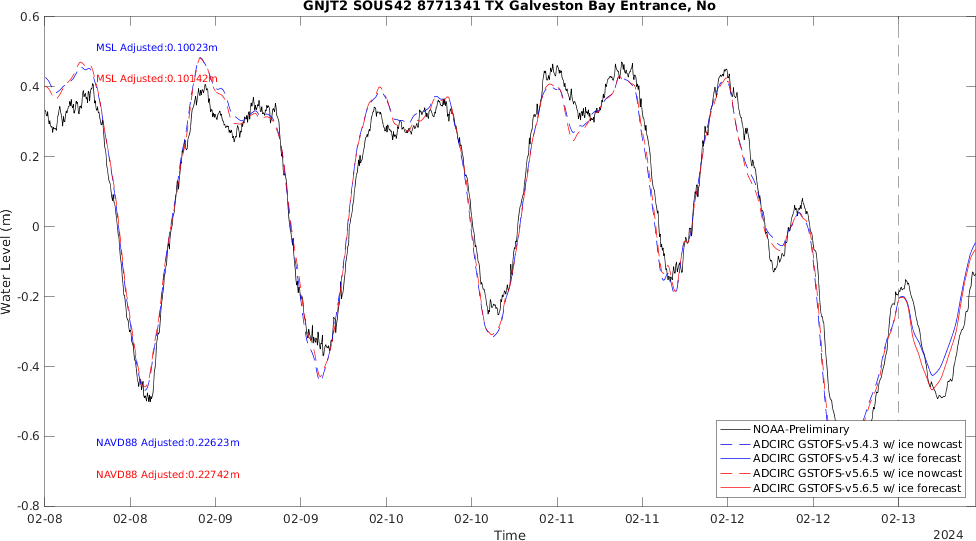 GNJT2 SOUS42 8771341 TX Galveston Bay Entrance, No
0.6
0.4
0.2
0
-0.2
-0.4
-0.6
-0.8
Water Level (m)
MSL Adjusted:0.10023m
MSL Adjusted:0.10142m
NAVD88 Adjusted:0.22623m
NAVD88 Adjusted:0.22742m
NOAA-Preliminary
ADCIRC GSTOFS-v5.4.3 w/ ice nowcast
ADCIRC GSTOFS-v5.4.3 w/ ice forecast
ADCIRC GSTOFS-v5.6.5 w/ ice nowcast
ADCIRC GSTOFS-v5.6.5 w/ ice forecast
02-08 02-08 02-09 02-09 02-10 02-10 02-11 02-11 02-12 02-12 02-13
Time
2024